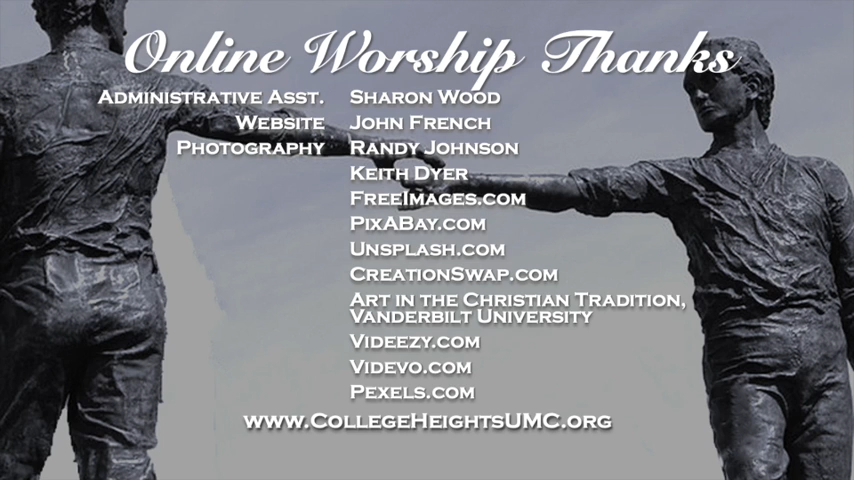 Online Worship Thanks
Administrative Asst. Sharon Wood
Website John French
Photography Randy Johnson
Keith Dyer
FreeImages.com
PixABay.com
Unsplash.com
CreationSwap.com
Art in the Christian Tradition,
Vanderbilt University
Videezy.com
Videvo.com
Pexels.com
www.CollegeHeightsUMC.org